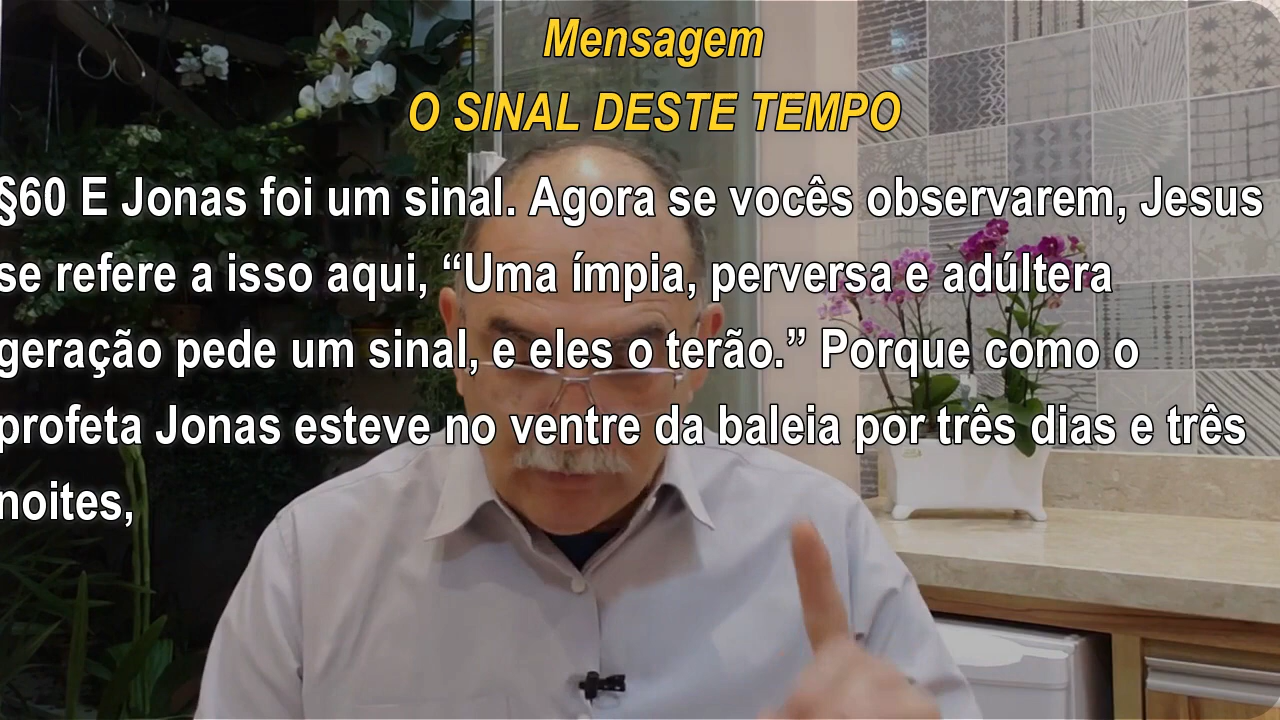 Mensagem
O SINAL DESTE TEMPO
§60 E Jonas foi um sinal. Agora se vocês observarem, Jesus
se refere a isso aqui, “Uma ímpia, perversa e adúltera
geração pede um sinal, e eles o terão.” Porque como o
profeta Jonas esteve no ventre da baleia por três dias e três
noites,